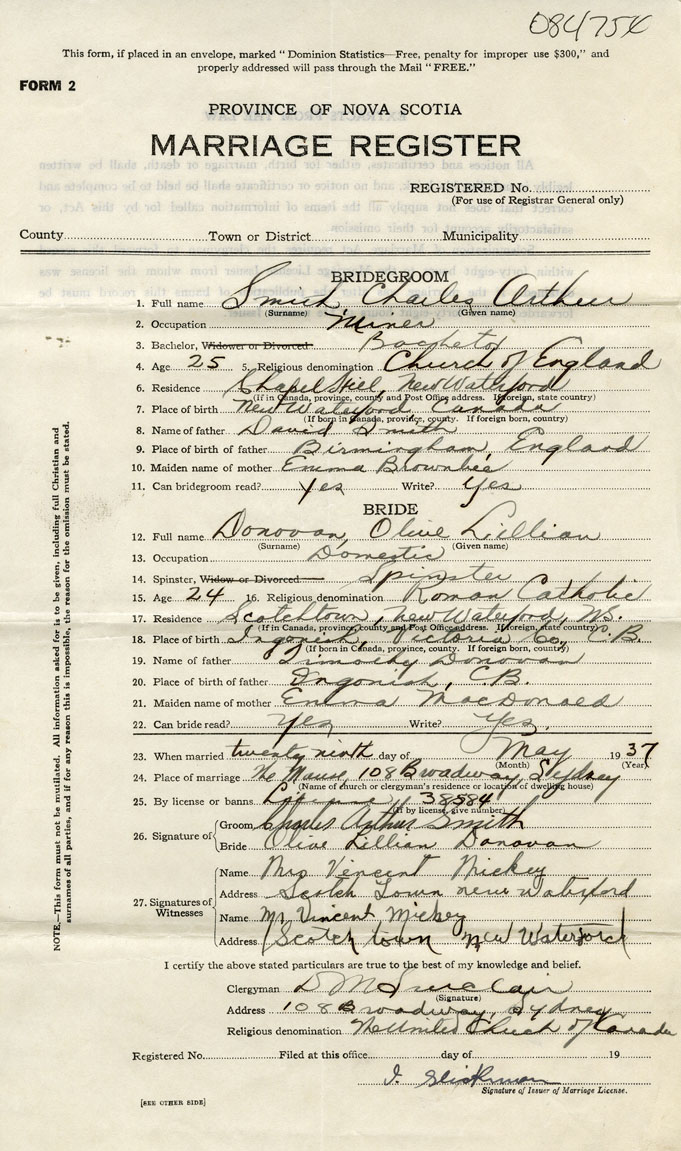 084754
This form, if placed in an envelope, marked "Dominion Statistics—Free, penalty for improper use $300," and
properly addressed will pass through the Mail "FREE."
FORM 2
PROVINCE OF NOVA SCOTIA
MARRIAGE REGISTER
REGISTERED No.
(For use of Registrar General only)
County Town or District Municipality
BRIDEGROOM
1. Full name Smith Charles Arthur
(Surname) (Given name)
2. Occupation Miner
3. Bachelor, Widower or Divorced Bachelor
4. Age 25 5. Religious denomination Church of England
6. Residence Chapel Hill, New Waterford
(If in Canada, province, county and Post Office address. If foreign, state country)
7. Place of birth New Waterford Canada
(If born in Canada, province, county. If foreign born, country)
8. Name of father David Smith
9. Place of birth of father Birmingham, England
10. Maiden name of mother Emma Brownbee
11. Can bridegroom read? Yes Write? Yes
BRIDE
12. Full name Donovan, Olive Lillian
(Surname) (Given name)
13. Occupation Domestic
14. Spinster, Widow or Divorced Spinster
15. Age 24 16. Religious denomination Roman Catholic
17. Residence Scotchtown, New Waterford, N.S.
(If in Canada, province, county and Post Office address. If foreign, state country)
18. Place of birth Ingonish, Victoria Co, C.B.
(If born in Canada, province, county. If foreign born, country)
19. Name of father Timothy Donovan
20. Place of birth of father Ingonish, C.B.
21. Maiden name of mother Emma MacDonald
22. Can bride read? Yes Write? Yes.
23. When married twenty ninth day of May 1937
(Month) (Year)
24. Place of marriage The Manse, 108 Broadway, Sydney
(Name of church or clergyman's residence or location of dwelling house)
25. By license or banns License 38584
(If by license, give number)
26. Signature of Groom Charles Arthur Smith
Bride Olive Lillian Donovan
27. Signatures of Witnesses
Name Mrs Vincent Mickey
Address Scotch Town new waterford
Name Mr Vincent Mickey
Address Scotch town new Waterford
I certify the above stated particulars are true to the best of my knowledge and belief.
Clergyman D M Sinclair
(Signature)
Address 108 Broadway, Sydney
Religious denomination The United Church of Canada
Registered No. Filed at this office day of 19
Signature of Issuer of Marriage License.
[SEE OTHER SIDE]
NOTE.—This form must not be mutilated. All information asked for is to be given, including full Christian and
surnames of all parties, and if for any reason this is impossible, the reason for the omission must be stated.